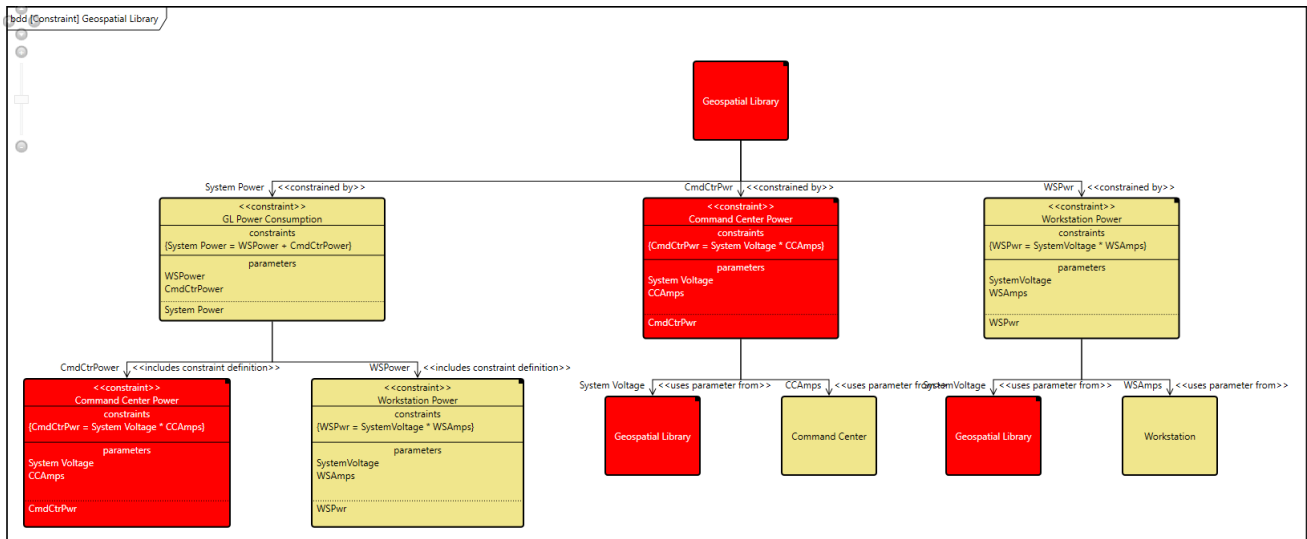 bdd [Constraint] Geospatial Library
Geospatial Library
System Power <<constrained by>>
CmdCtrPwr <<constrained by>>
WSPwr <<constrained by>>
<<constraint>>
GL Power Consumption
constraints
{System Power = WSPower + CmdCtrPower}
parameters
WSPower
CmdCtrPower
System Power
<<constraint>>
Command Center Power
constraints
{CmdCtrPwr = System Voltage * CCAmps}
parameters
System Voltage
CCAmps
CmdCtrPwr
<<constraint>>
Workstation Power
constraints
{WSPwr = SystemVoltage * WSAmps}
parameters
SystemVoltage
WSAmps
WSPwr
CmdCtrPower <<includes constraint definition>>
WSPower <<includes constraint definition>>
<<constraint>>
Command Center Power
constraints
{CmdCtrPwr = System Voltage * CCAmps}
parameters
System Voltage
CCAmps
CmdCtrPwr
<<constraint>>
Workstation Power
constraints
{WSPwr = SystemVoltage * WSAmps}
parameters
SystemVoltage
WSAmps
WSPwr
System Voltage <<uses parameter from>>
CCAmps <<uses parameter from>>
SystemVoltage <<uses parameter from>>
WSAmps <<uses parameter from>>
Geospatial Library
Command Center
Geospatial Library
Workstation